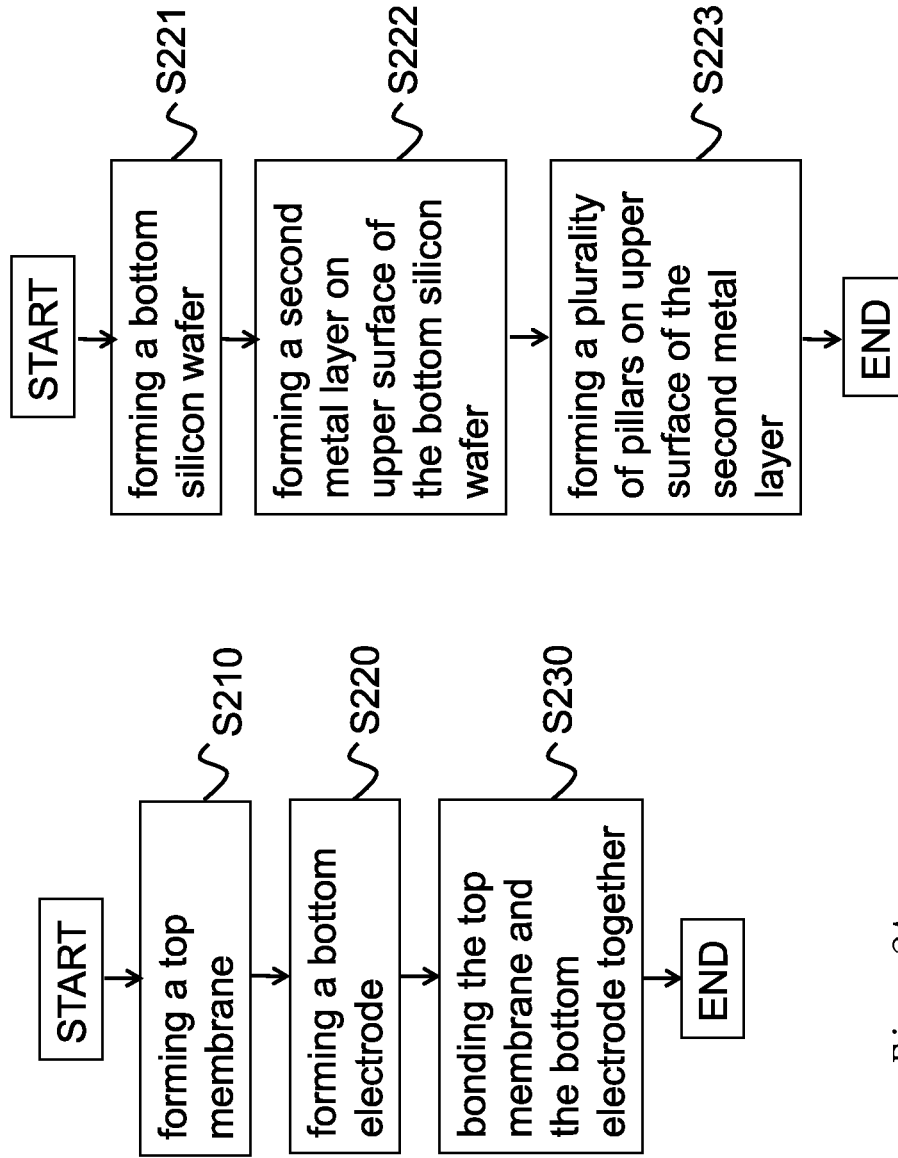 START
forming a top
membrane
S210
forming a bottom
electrode
S220
bonding the top
membrane and
the bottom
electrode together
S230
END
START
forming a bottom
silicon wafer
S221
forming a second
metal layer on
upper surface of
the bottom silicon
wafer
S222
forming a plurality
of pillars on upper
surface of the
second metal
layer
S223
END